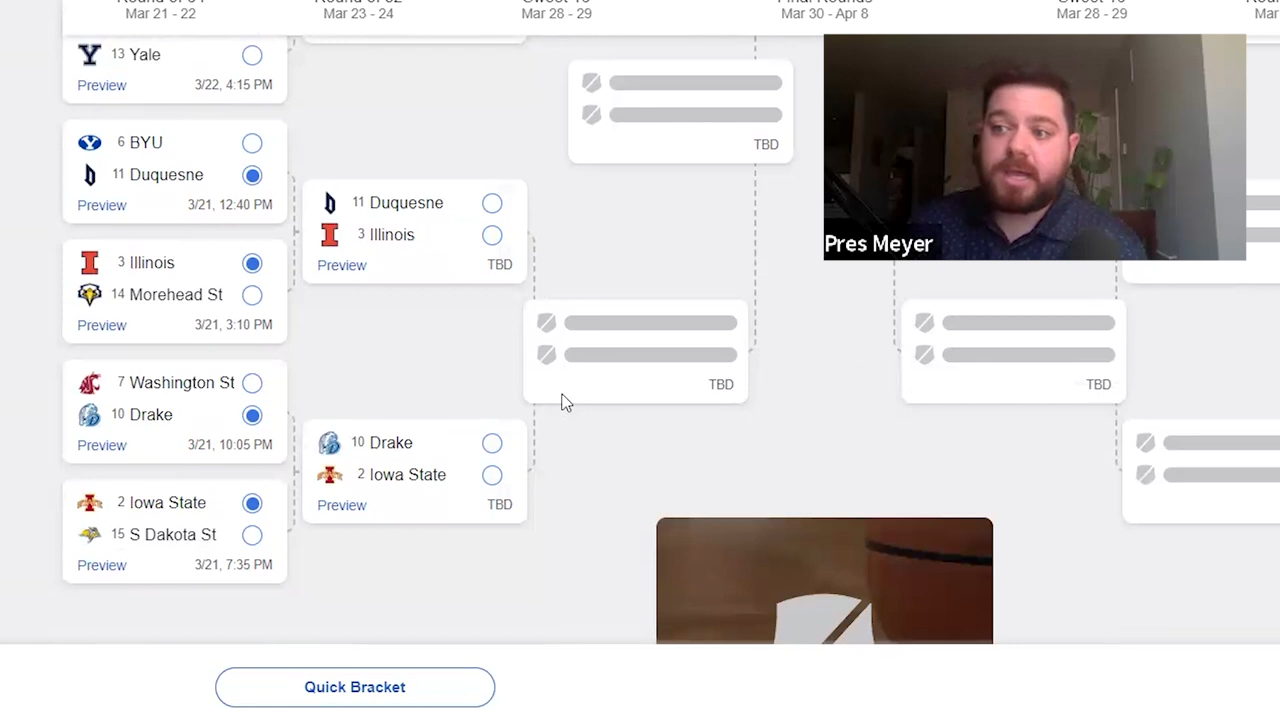 Mar 21 - 22
Mar 23 - 24
Mar 28 - 29
Mar 30 - Apr 8
Mar 28 - 29
Mar
13 Yale
Preview 3/22, 4:15 PM
6 BYU
11 Duquesne
Preview 3/21, 12:40 PM
3 Illinois
14 Morehead St
Preview 3/21, 3:10 PM
7 Washington St
10 Drake
Preview 3/21, 10:05 PM
2 Iowa State
15 S Dakota St
Preview 3/21, 7:35 PM
11 Duquesne
3 Illinois
Preview TBD
10 Drake
2 Iowa State
Preview TBD
TBD
TBD
TBD
Pres Meyer
Quick Bracket